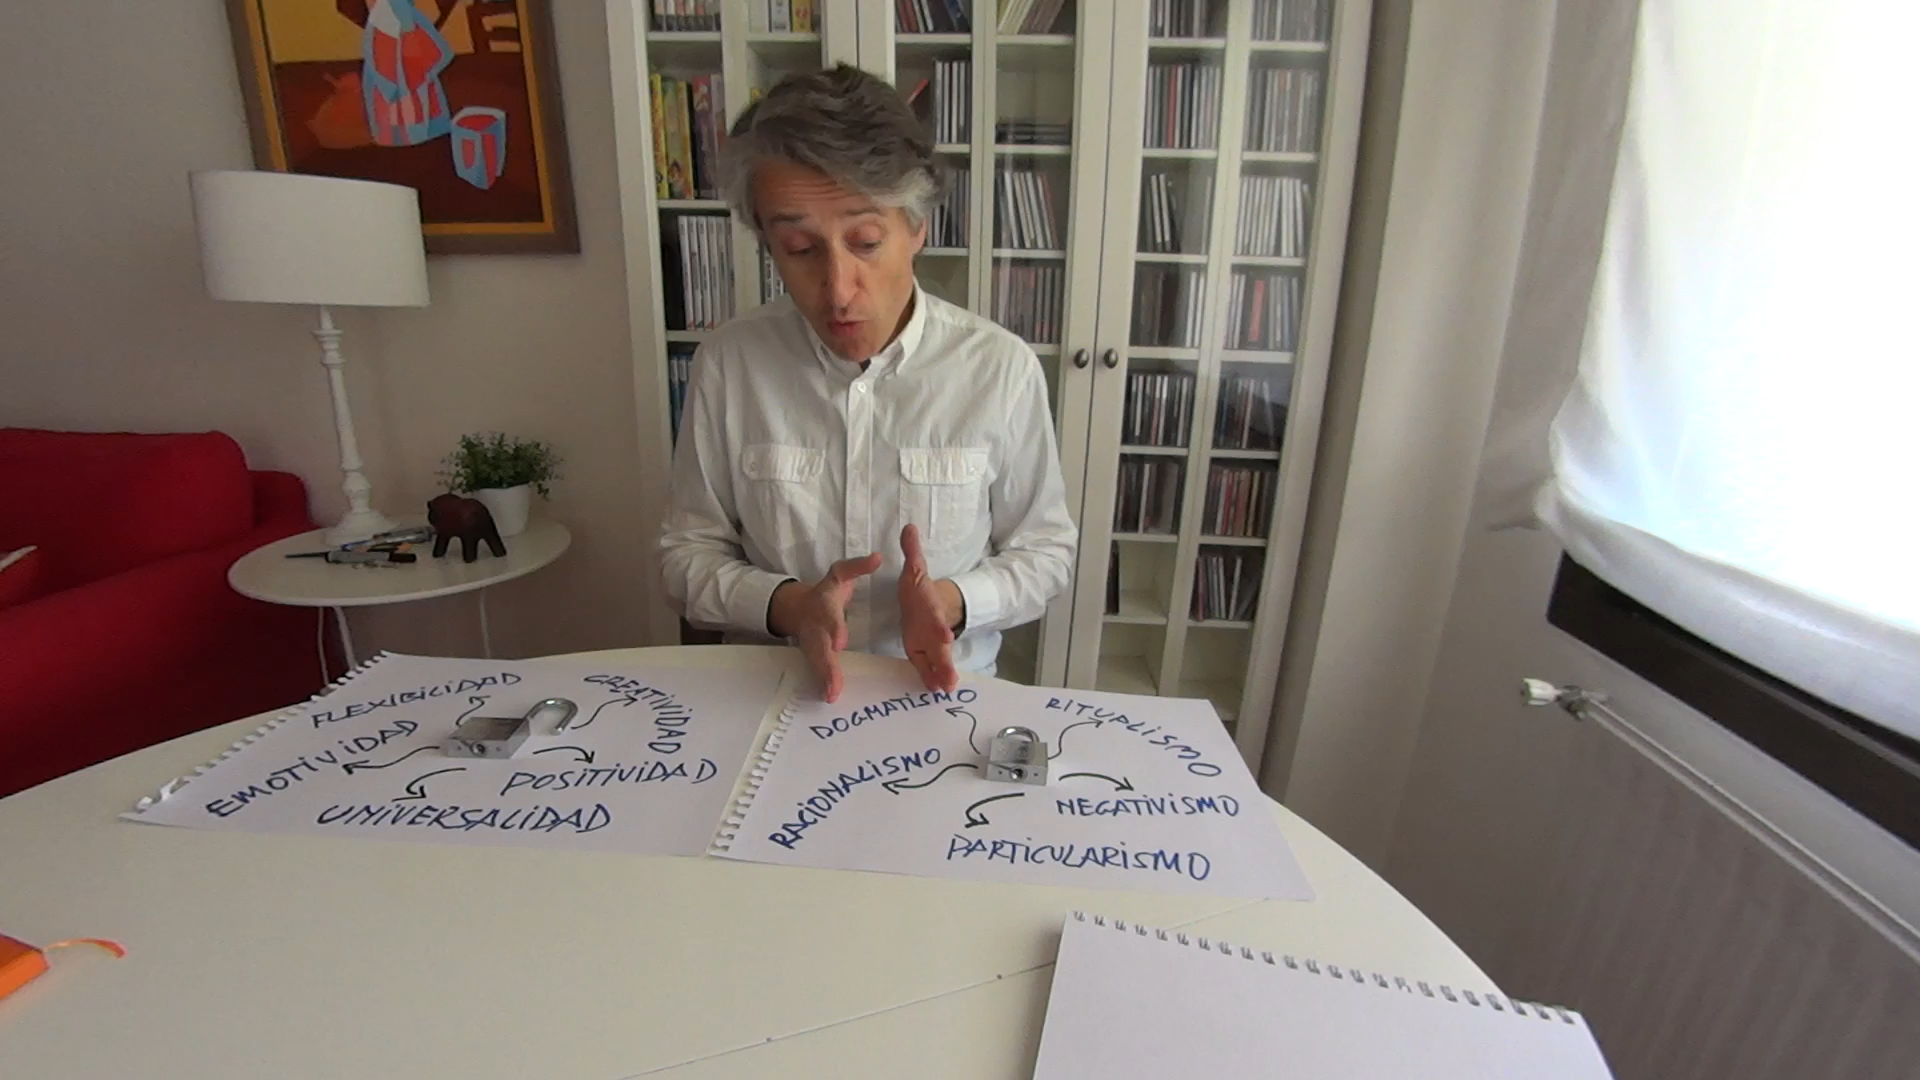 FLEXIBILIDAD
CREATIVIDAD
EMOTIVIDAD
POSITIVIDAD
UNIVERSALIDAD
DOGMATISMO
RITUALISMO
RACIONALISMO
NEGATIVISMO
PARTICULARISMO